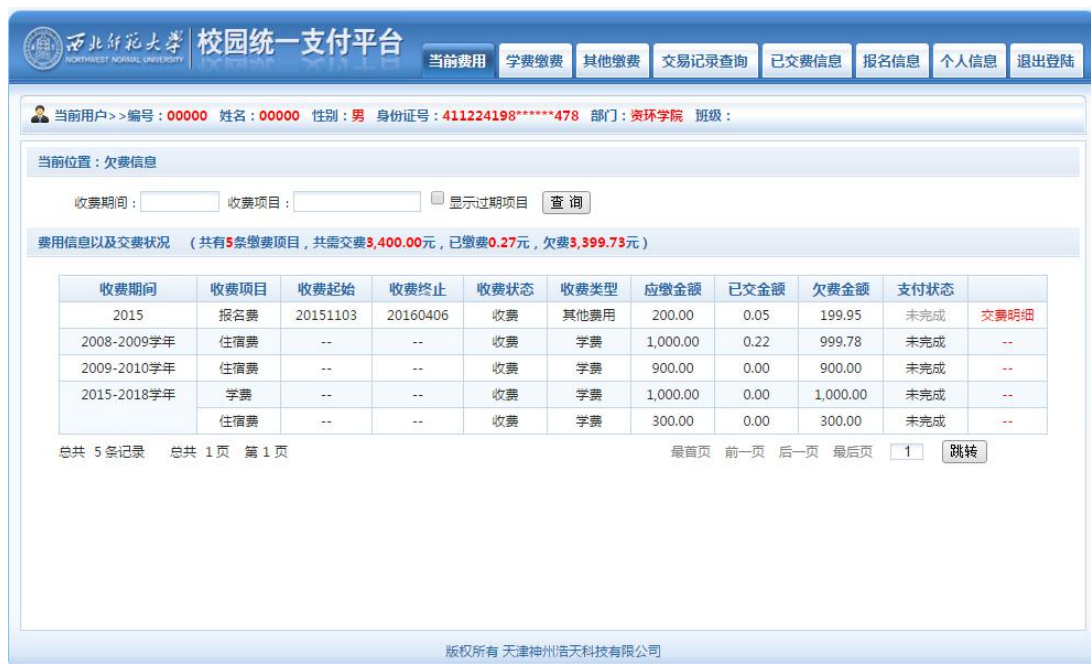 西北师范大学 校园统一支付平台
NORTHWEST NORMAL UNIVERSITY
当前费用 学费缴费 其他缴费 交易记录查询 已交费信息 报名信息 个人信息 退出登陆
当前用户>>编号：00000 姓名：00000 性别：男 身份证号：411224198******478 部门：资环学院 班级：
当前位置：欠费信息
收费期间： 收费项目： 显示过期项目 查 询
费用信息以及交费状况 （共有5条缴费项目，共需交费3,400.00元，已缴费0.27元，欠费3,399.73元）
收费期间 收费项目 收费起始 收费终止 收费状态 收费类型 应缴金额 已交金额 欠费金额 支付状态
2015 报名费 20151103 20160406 收费 其他费用 200.00 0.05 199.95 未完成 交费明细
2008-2009学年 住宿费 -- -- 收费 学费 1,000.00 0.22 999.78 未完成 --
2009-2010学年 住宿费 -- -- 收费 学费 900.00 0.00 900.00 未完成 --
2015-2018学年 学费 -- -- 收费 学费 1,000.00 0.00 1,000.00 未完成 --
住宿费 -- -- 收费 学费 300.00 0.00 300.00 未完成 --
总共 5 条记录 总共 1 页 第 1 页 最首页 前一页 后一页 最后页 1 跳转
版权所有 天津神州浩天科技有限公司